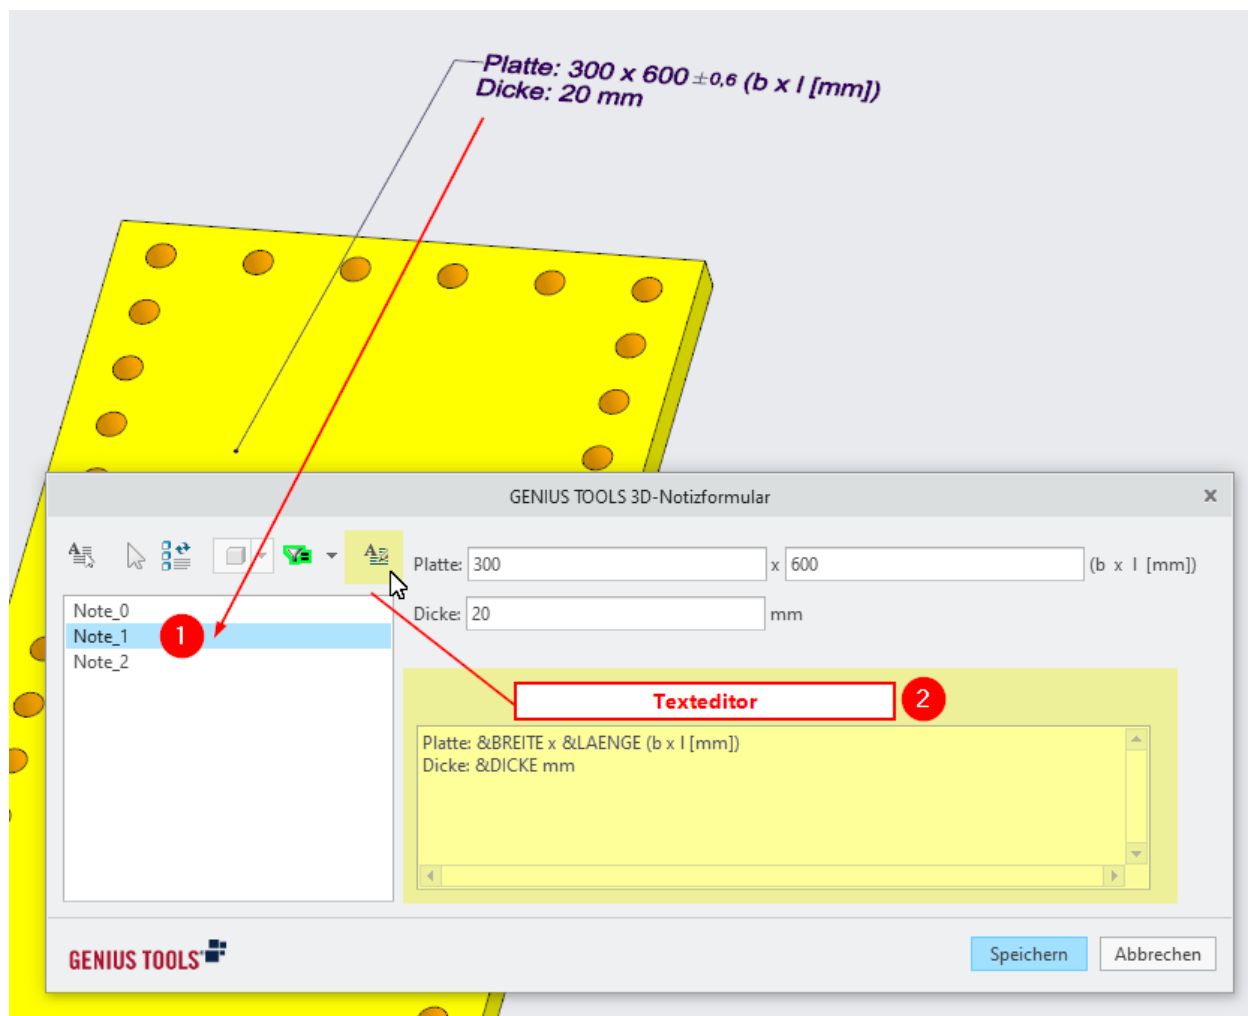 Platte: 300 x 600 ±0,6 (b x l [mm])
Dicke: 20 mm
GENIUS TOOLS 3D-Notizformular
x
Platte: 300 x 600 (b x l [mm])
Dicke: 20 mm
Note_0
Note_1
1
Note_2
Texteditor
2
Platte: &BREITE x &LAENGE (b x l [mm])
Dicke: &DICKE mm
GENIUS TOOLS
Speichern
Abbrechen